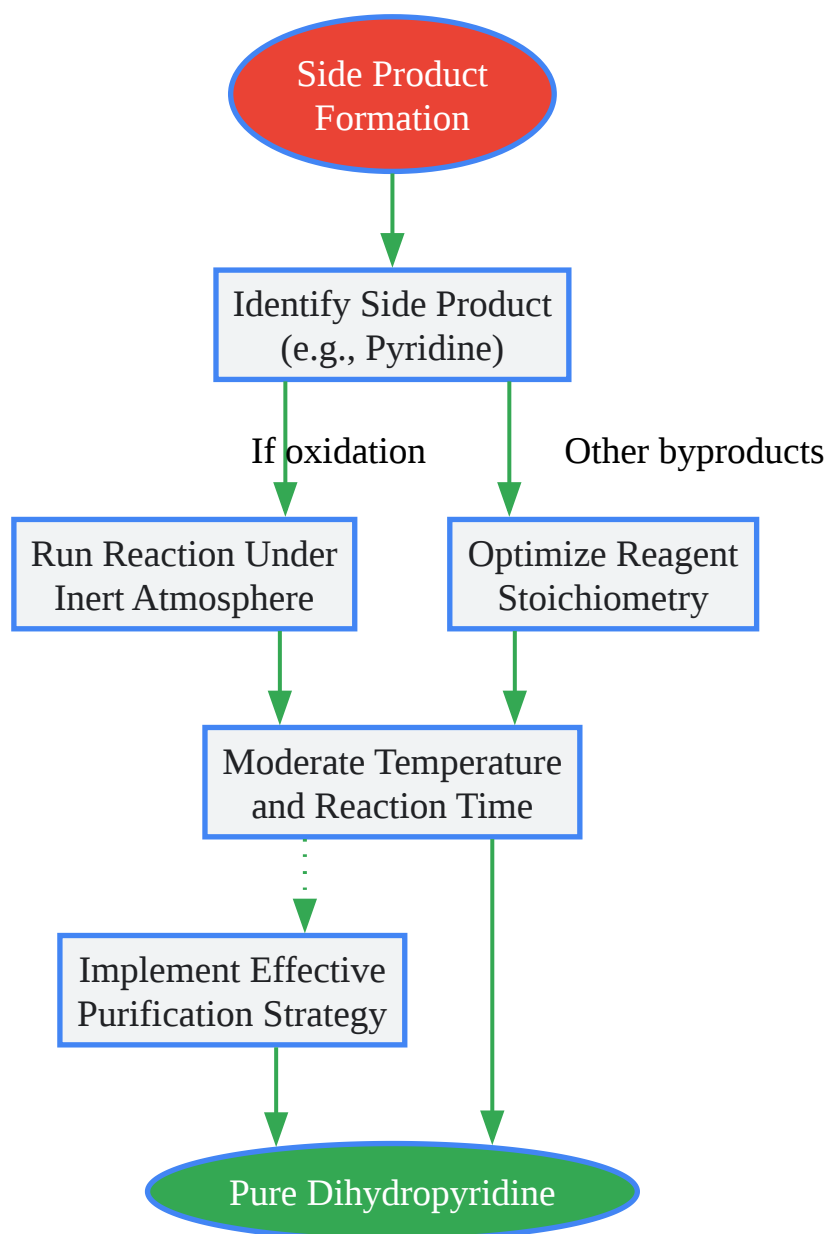 Side Product
Formation
Identify Side Product
(e.g., Pyridine)
If oxidation
Other byproducts
Run Reaction Under
Inert Atmosphere
Optimize Reagent
Stoichiometry
Moderate Temperature
and Reaction Time
Implement Effective
Purification Strategy
Pure Dihydropyridine